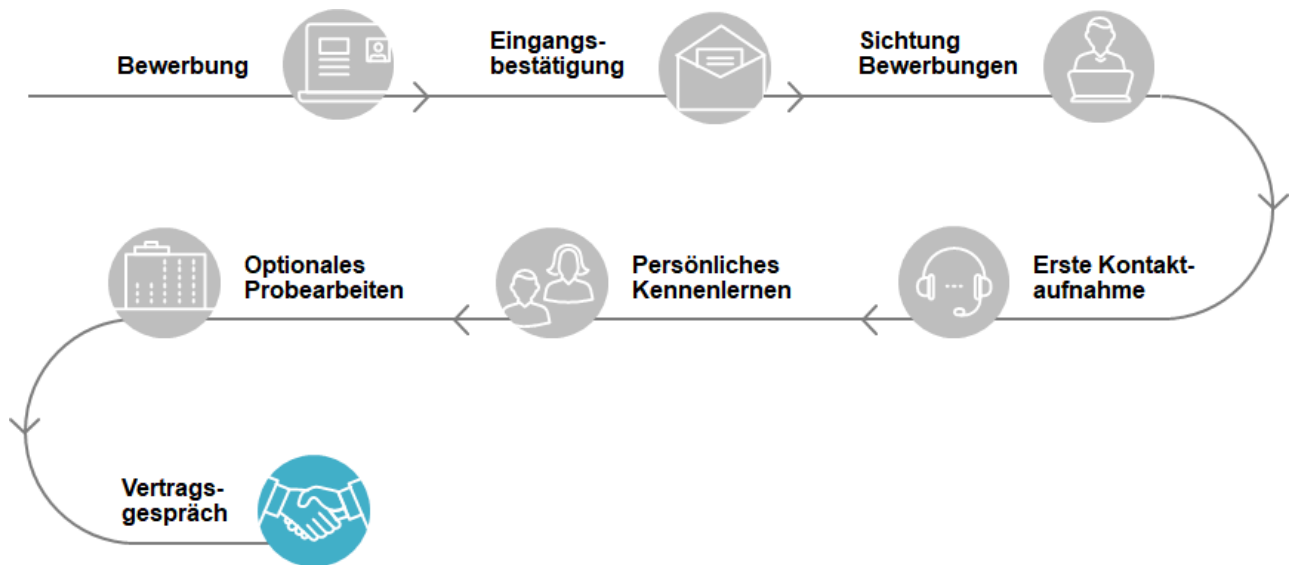 Bewerbung
Eingangs-
bestätigung
Sichtung
Bewerbungen
Erste Kontakt-
aufnahme
Persönliches
Kennenlernen
Optionales
Probearbeiten
Vertrags-
gespräch